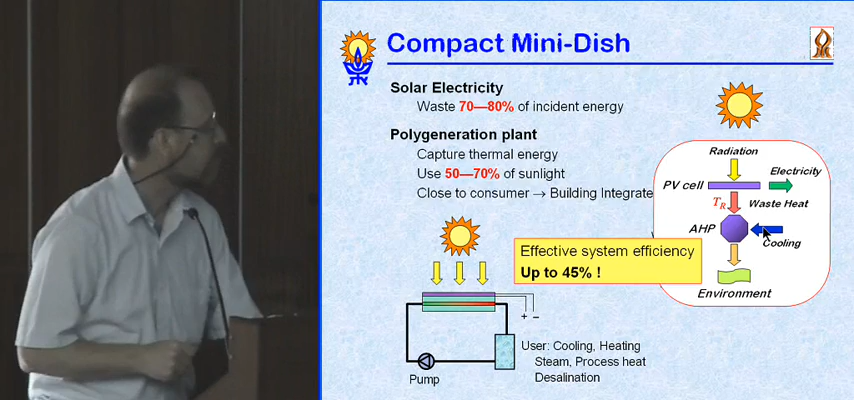 Compact Mini-Dish
Solar Electricity
Waste 70—80% of incident energy
Polygeneration plant
Capture thermal energy
Use 50—70% of sunlight
Close to consumer → Building Integrate
Radiation
Electricity
PV cell
TR
Waste Heat
AHP
Cooling
Environment
Effective system efficiency
Up to 45% !
+ −
User: Cooling, Heating
Steam, Process heat
Desalination
Pump